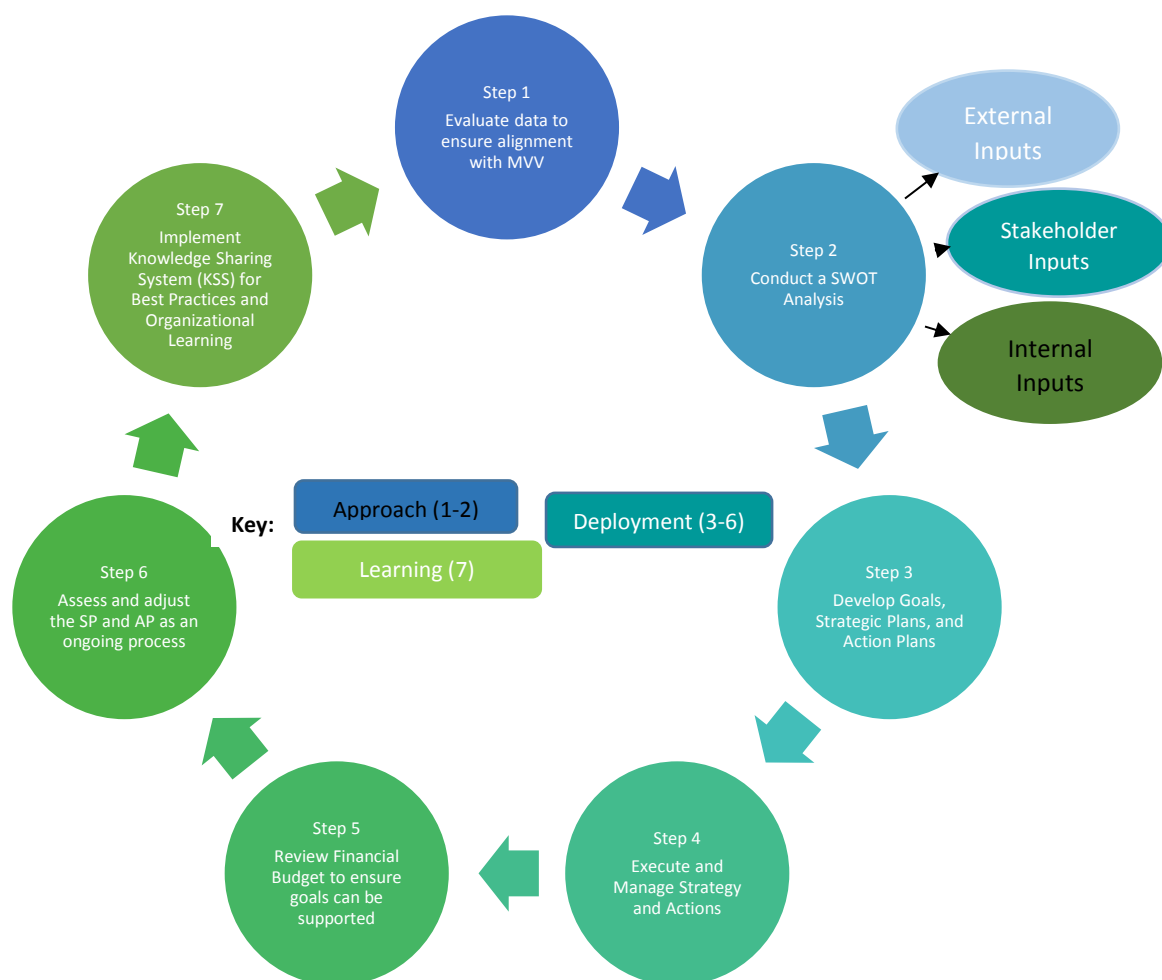 Step 1
Evaluate data to
ensure alignment
with MVV
External
Inputs
Stakeholder
Inputs
Internal
Inputs
Step 2
Conduct a SWOT
Analysis
Step 7
Implement
Knowledge Sharing
System (KSS) for
Best Practices and
Organizational
Learning
Key:
Approach (1-2)
Deployment (3-6)
Learning (7)
Step 3
Develop Goals,
Strategic Plans, and
Action Plans
Step 6
Assess and adjust
the SP and AP as an
ongoing process
Step 4
Execute and
Manage Strategy
and Actions
Step 5
Review Financial
Budget to ensure
goals can be
supported